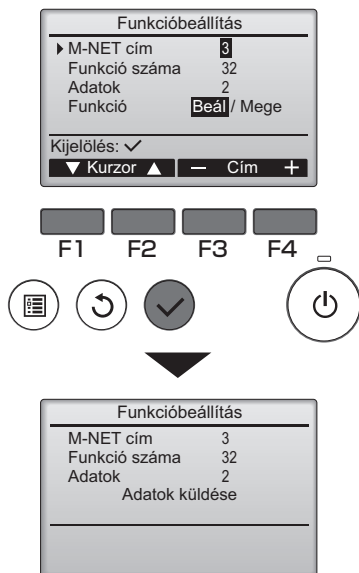 Funkcióbeállítás
M-NET cím 3
Funkció száma 32
Adatok 2
Funkció Beál / Mege
Kijelölés: ✓
▼ Kurzor ▲ − Cím +
F1 F2 F3 F4
Funkcióbeállítás
M-NET cím 3
Funkció száma 32
Adatok 2
Adatok küldése